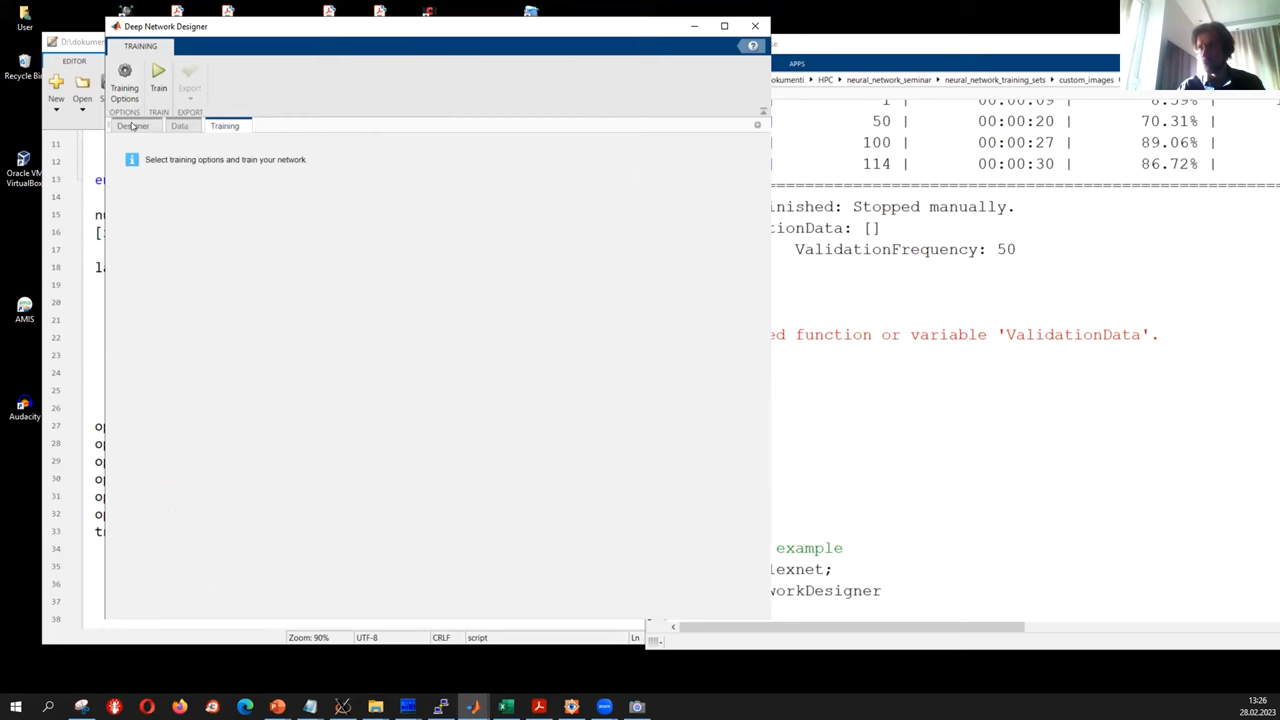 User
Recycle Bin
Oracle VM
VirtualBox
AMIS
Audacity
D:\dokume
EDITOR
New
Open
Deep Network Designer
TRAINING
Training
Options
Train
Export
OPTIONS
TRAIN
EXPORT
Designer
Data
Training
Select training options and train your network.
11
12
13
14
15
16
17
18
19
20
21
22
23
24
25
26
27
28
29
30
31
32
33
34
35
36
37
38
Zoom: 90%
UTF-8
CRLF
script
Ln
APPS
dokumenti
HPC
neural_network_seminar
neural_network_training_sets
custom_images
50 | 00:00:20 | 70.31% |
100 | 00:00:27 | 89.06% |
114 | 00:00:30 | 86.72% |
inished: Stopped manually.
tionData: []
ValidationFrequency: 50
ed function or variable 'ValidationData'.
example
lexnet;
workDesigner
13:26
28.02.2023